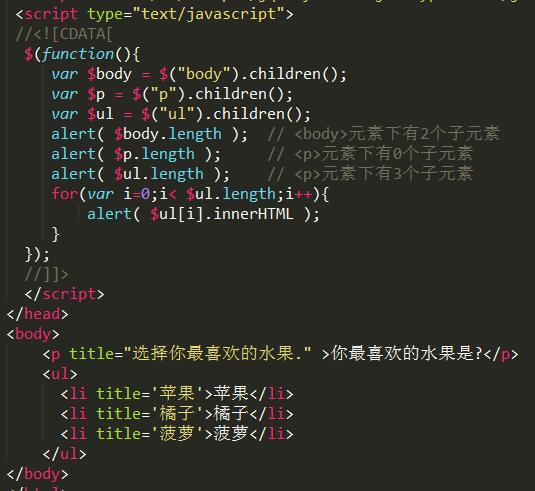 <script type="text/javascript">
//<![CDATA[
$(function(){
var $body = $("body").children();
var $p = $("p").children();
var $ul = $("ul").children();
alert( $body.length );  // <body>元素下有2个子元素
alert( $p.length );     // <p>元素下有0个子元素
alert( $ul.length );    // <p>元素下有3个子元素
for(var i=0;i< $ul.length;i++){
alert( $ul[i].innerHTML );
}
});
//]]>
</script>
</head>
<body>
<p title="选择你最喜欢的水果." >你最喜欢的水果是?</p>
<ul>
<li title='苹果'>苹果</li>
<li title='橘子'>橘子</li>
<li title='菠萝'>菠萝</li>
</ul>
</body>